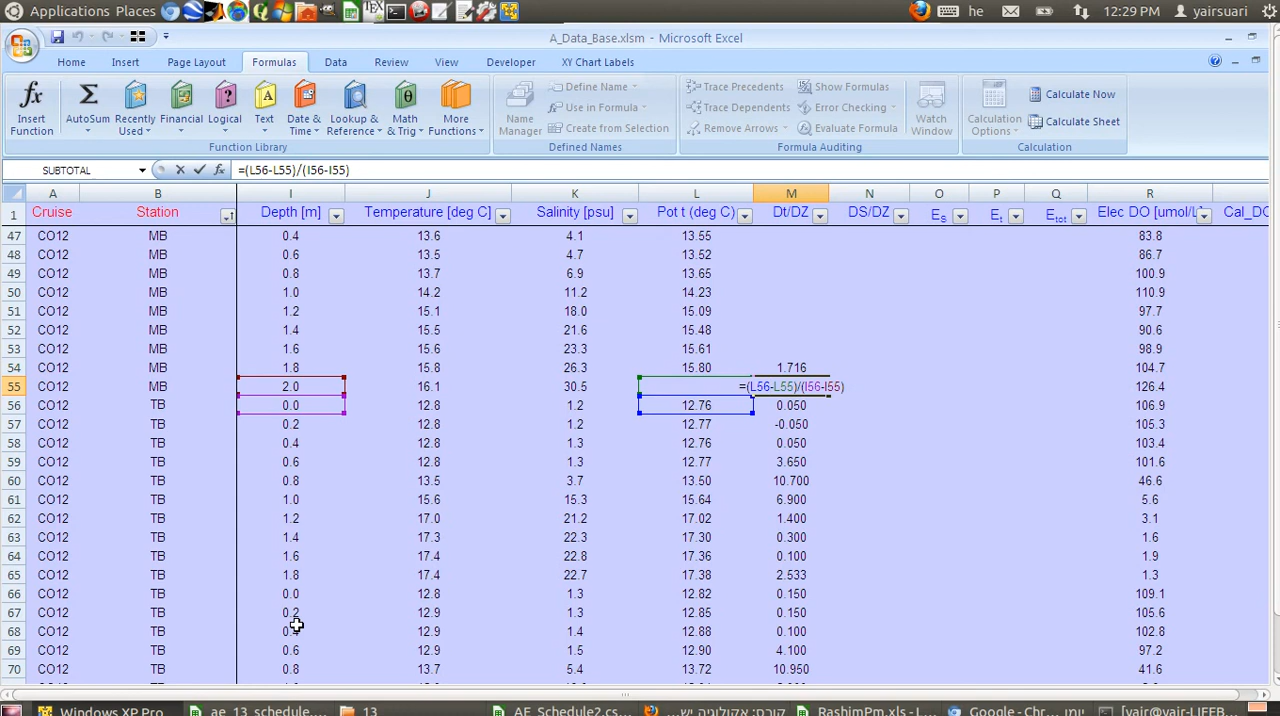 Applications Places he 12:29 PM yairsuari
A_Data_Base.xlsm - Microsoft Excel
Home Insert Page Layout Formulas Data Review View Developer XY Chart Labels
Insert Function AutoSum Recently Used Financial Logical Text Date & Time Lookup & Reference Math & Trig More Functions
Function Library
Name Manager Define Name Use in Formula Create from Selection
Defined Names
Trace Precedents Show Formulas
Trace Dependents Error Checking
Remove Arrows Evaluate Formula
Watch Window
Formula Auditing
Calculation Options Calculate Now
Calculate Sheet
Calculation
SUBTOTAL fx =(L56-L55)/(I56-I55)
A B I J K L M N O P Q R
1 Cruise Station Depth [m] Temperature [deg C] Salinity [psu] Pot t (deg C) Dt/DZ DS/DZ Es Et Etot Elec DO [umol/L] Cal_DO
47 CO12 MB 0.4 13.6 4.1 13.55 83.8
48 CO12 MB 0.6 13.5 4.7 13.52 86.7
49 CO12 MB 0.8 13.7 6.9 13.65 100.9
50 CO12 MB 1.0 14.2 11.2 14.23 110.9
51 CO12 MB 1.2 15.1 18.0 15.09 97.7
52 CO12 MB 1.4 15.5 21.6 15.48 90.6
53 CO12 MB 1.6 15.6 23.3 15.61 98.9
54 CO12 MB 1.8 15.8 26.3 15.80 1.716 104.7
55 CO12 MB 2.0 16.1 30.5 =(L56-L55)/(I56-I55) 126.4
56 CO12 TB 0.0 12.8 1.2 12.76 0.050 106.9
57 CO12 TB 0.2 12.8 1.2 12.77 -0.050 105.3
58 CO12 TB 0.4 12.8 1.3 12.76 0.050 103.4
59 CO12 TB 0.6 12.8 1.3 12.77 3.650 101.6
60 CO12 TB 0.8 13.5 3.7 13.50 10.700 46.6
61 CO12 TB 1.0 15.6 15.3 15.64 6.900 5.6
62 CO12 TB 1.2 17.0 21.2 17.02 1.400 3.1
63 CO12 TB 1.4 17.3 22.3 17.30 0.300 1.6
64 CO12 TB 1.6 17.4 22.8 17.36 0.100 1.9
65 CO12 TB 1.8 17.4 22.7 17.38 2.533 1.3
66 CO12 TB 0.0 12.8 1.3 12.82 0.150 109.1
67 CO12 TB 0.2 12.9 1.3 12.85 0.150 105.6
68 CO12 TB 12.9 1.4 12.88 0.100 102.8
69 CO12 TB 0.6 12.9 1.5 12.90 4.100 97.2
70 CO12 TB 0.8 13.7 5.4 13.72 10.950 41.6
Windows XP Pro ae_13_schedule. 13 AE_Schedule2.cs... יומן RashimPm.xls - L... Google - Chr... [yair@yair-LIFEB...